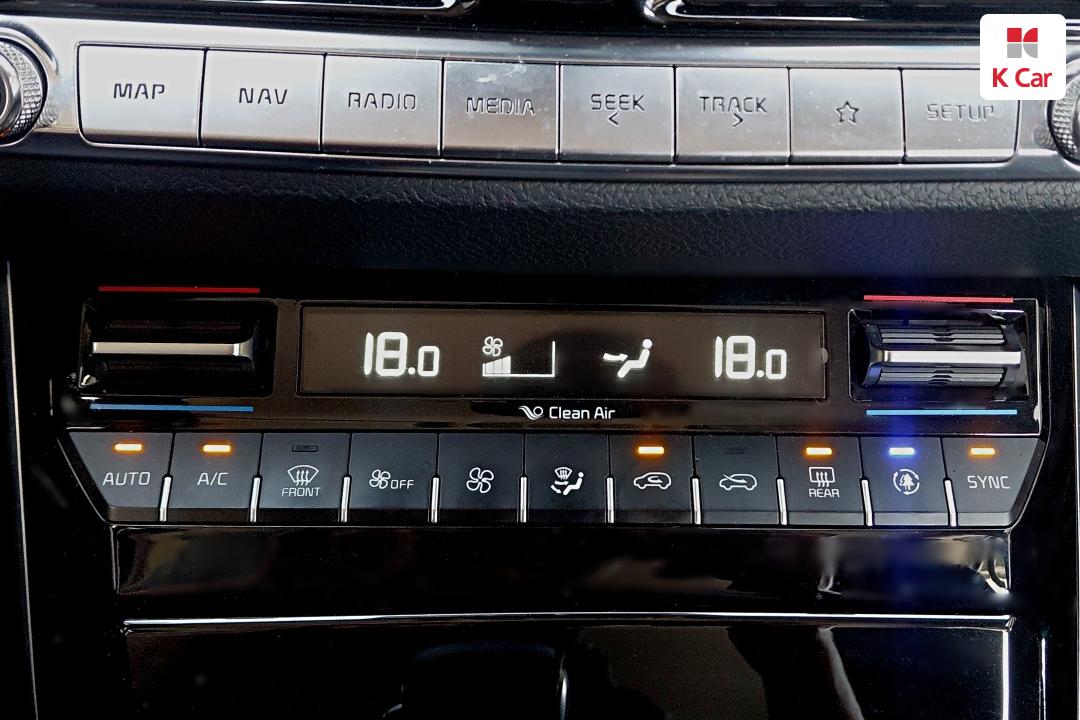 K Car
MAP NAV RADIO MEDIA SEEK TRACK SETUP
18.0 18.0
Clean Air
AUTO A/C FRONT OFF REAR SYNC